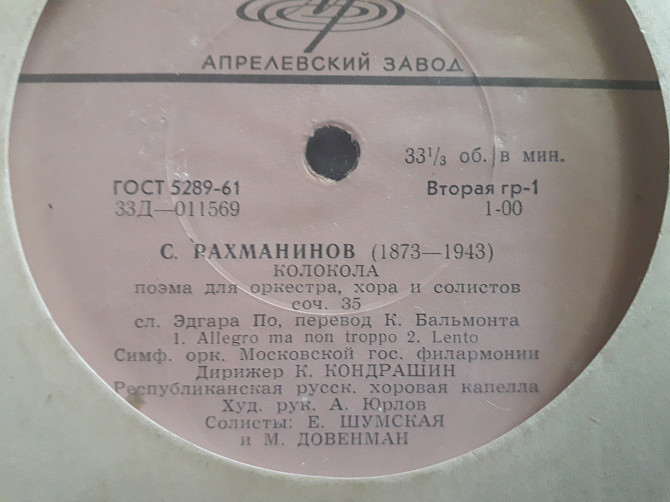 АПРЕЛЕВСКИЙ ЗАВОД
33⅓ об. в мин.
ГОСТ 5289-61 Вторая гр-1
33Д—011569 1-00
С. РАХМАНИНОВ (1873—1943)
КОЛОКОЛА
поэма для оркестра, хора и солистов
соч. 35
сл. Эдгара По, перевод К. Бальмонта
1. Allegro ma non troppo 2. Lento
Симф. орк. Московской гос. филармонии
Дирижер К. КОНДРАШИН
Республиканская русск. хоровая капелла
Худ. рук. А. Юрлов
Солисты: Е. ШУМСКАЯ
и М. ДОВЕНМАН